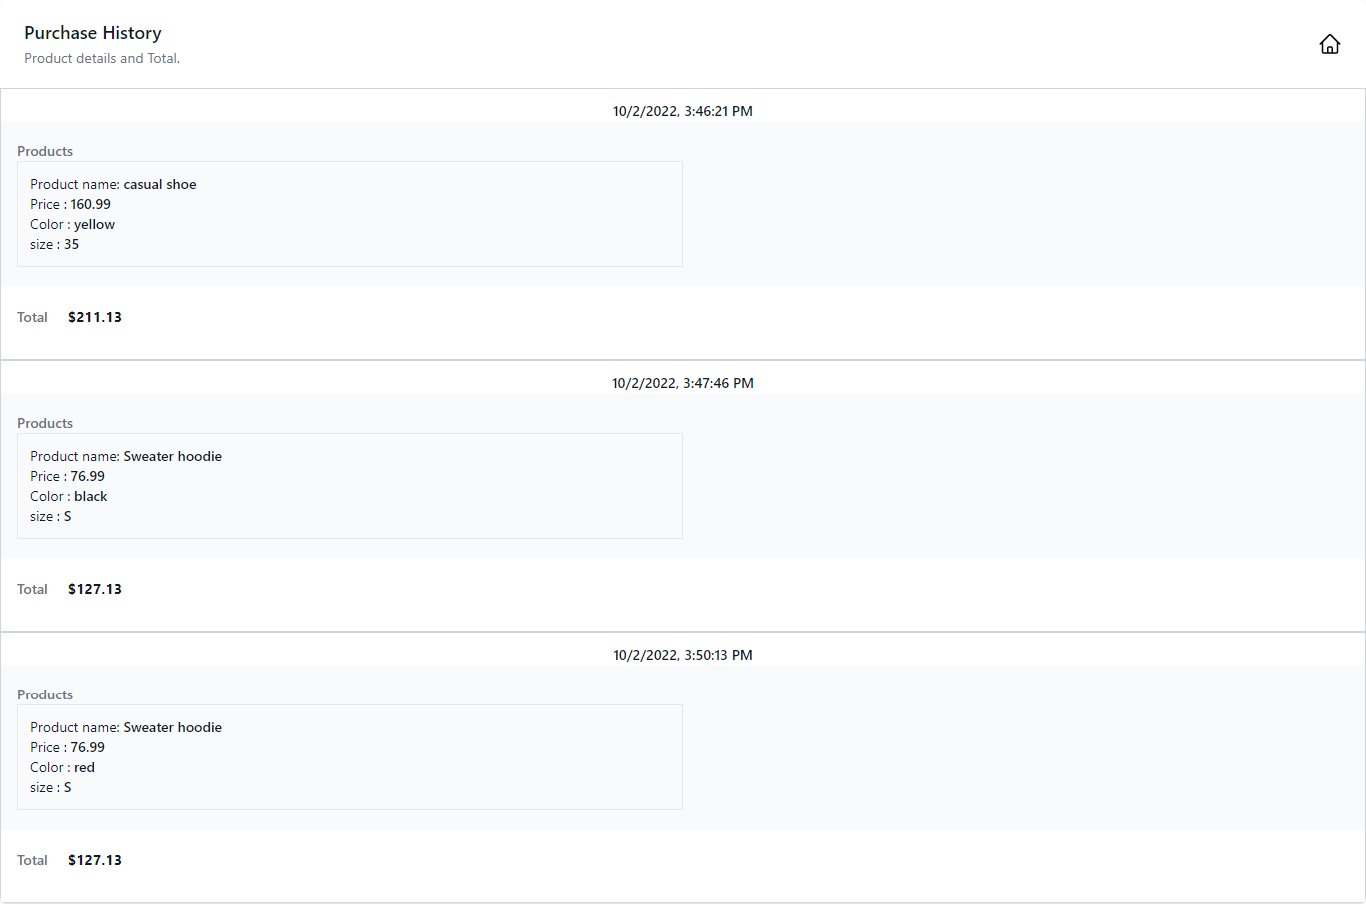 Purchase History
Product details and Total.
10/2/2022, 3:46:21 PM
Products
Product name: casual shoe
Price : 160.99
Color : yellow
size : 35
Total $211.13
10/2/2022, 3:47:46 PM
Products
Product name: Sweater hoodie
Price : 76.99
Color : black
size : S
Total $127.13
10/2/2022, 3:50:13 PM
Products
Product name: Sweater hoodie
Price : 76.99
Color : red
size : S
Total $127.13